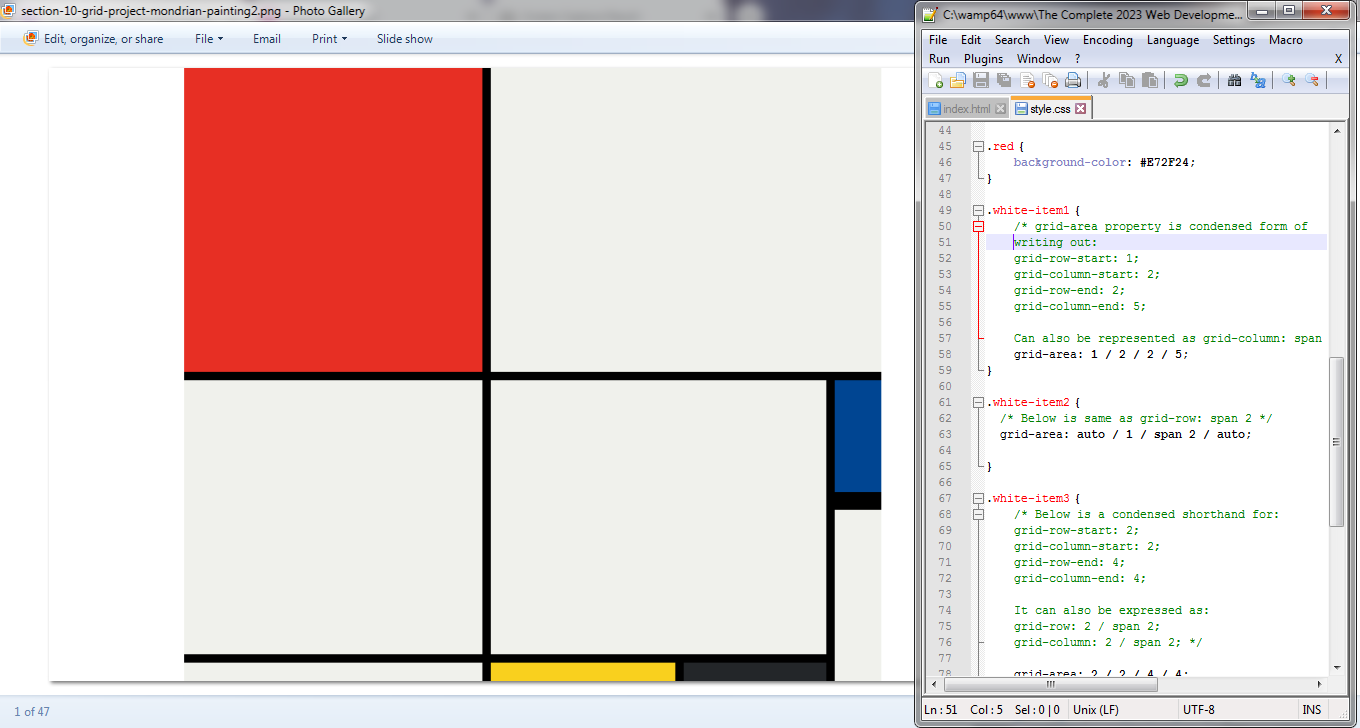 section-10-grid-project-mondrian-painting2.png - Photo Gallery
Edit, organize, or share File Email Print Slide show
1 of 47
C:\wamp64\www\The Complete 2023 Web Developme...
File Edit Search View Encoding Language Settings Macro
Run Plugins Window ? X
index.html style.css
44
45 .red {
46 background-color: #E72F24;
47 }
48
49 .white-item1 {
50 /* grid-area property is condensed form of
51 writing out:
52 grid-row-start: 1;
53 grid-column-start: 2;
54 grid-row-end: 2;
55 grid-column-end: 5;
56
57 Can also be represented as grid-column: span
58 grid-area: 1 / 2 / 2 / 5;
59 }
60
61 .white-item2 {
62 /* Below is same as grid-row: span 2 */
63 grid-area: auto / 1 / span 2 / auto;
64
65 }
66
67 .white-item3 {
68 /* Below is a condensed shorthand for:
69 grid-row-start: 2;
70 grid-column-start: 2;
71 grid-row-end: 4;
72 grid-column-end: 4;
73
74 It can also be expressed as:
75 grid-row: 2 / span 2;
76 grid-column: 2 / span 2; */
77
78 grid-area: 2 / 2 / 4 / 4;
Ln : 51 Col : 5 Sel : 0 | 0 Unix (LF) UTF-8 INS